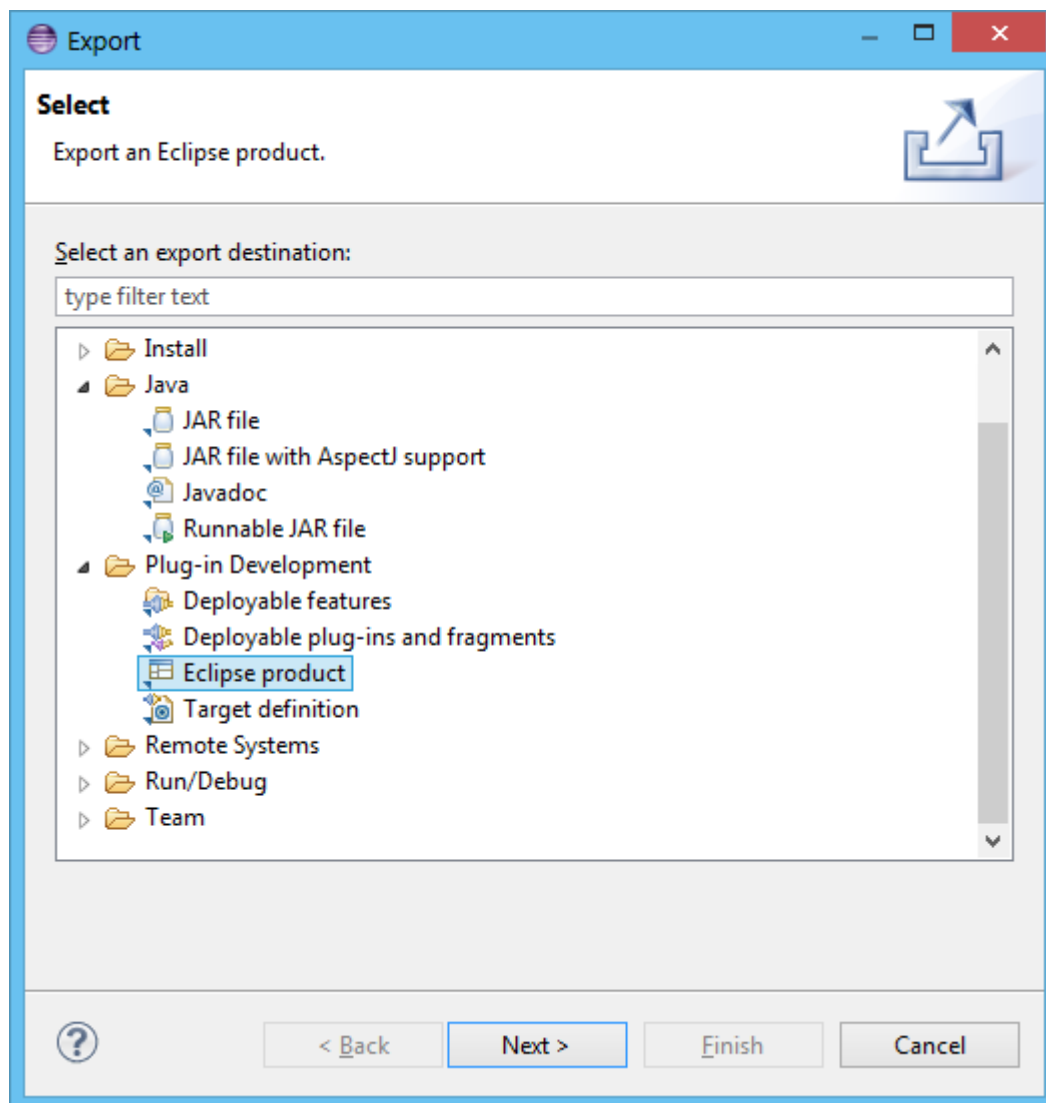 Export
Select
Export an Eclipse product.
Select an export destination:
type filter text
Install
Java
JAR file
JAR file with AspectJ support
Javadoc
Runnable JAR file
Plug-in Development
Deployable features
Deployable plug-ins and fragments
Eclipse product
Target definition
Remote Systems
Run/Debug
Team
< Back Next > Finish Cancel